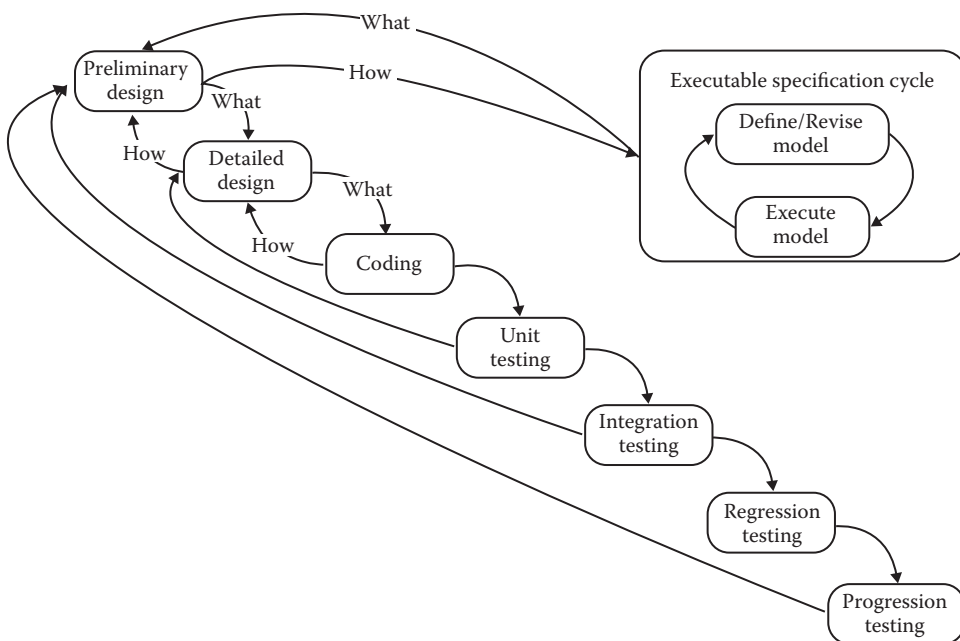 What
Preliminary
design
How
Executable specification cycle
What
Define/Revise
model
How
Detailed
design
What
Execute
model
How
Coding
Unit
testing
Integration
testing
Regression
testing
Progression
testing